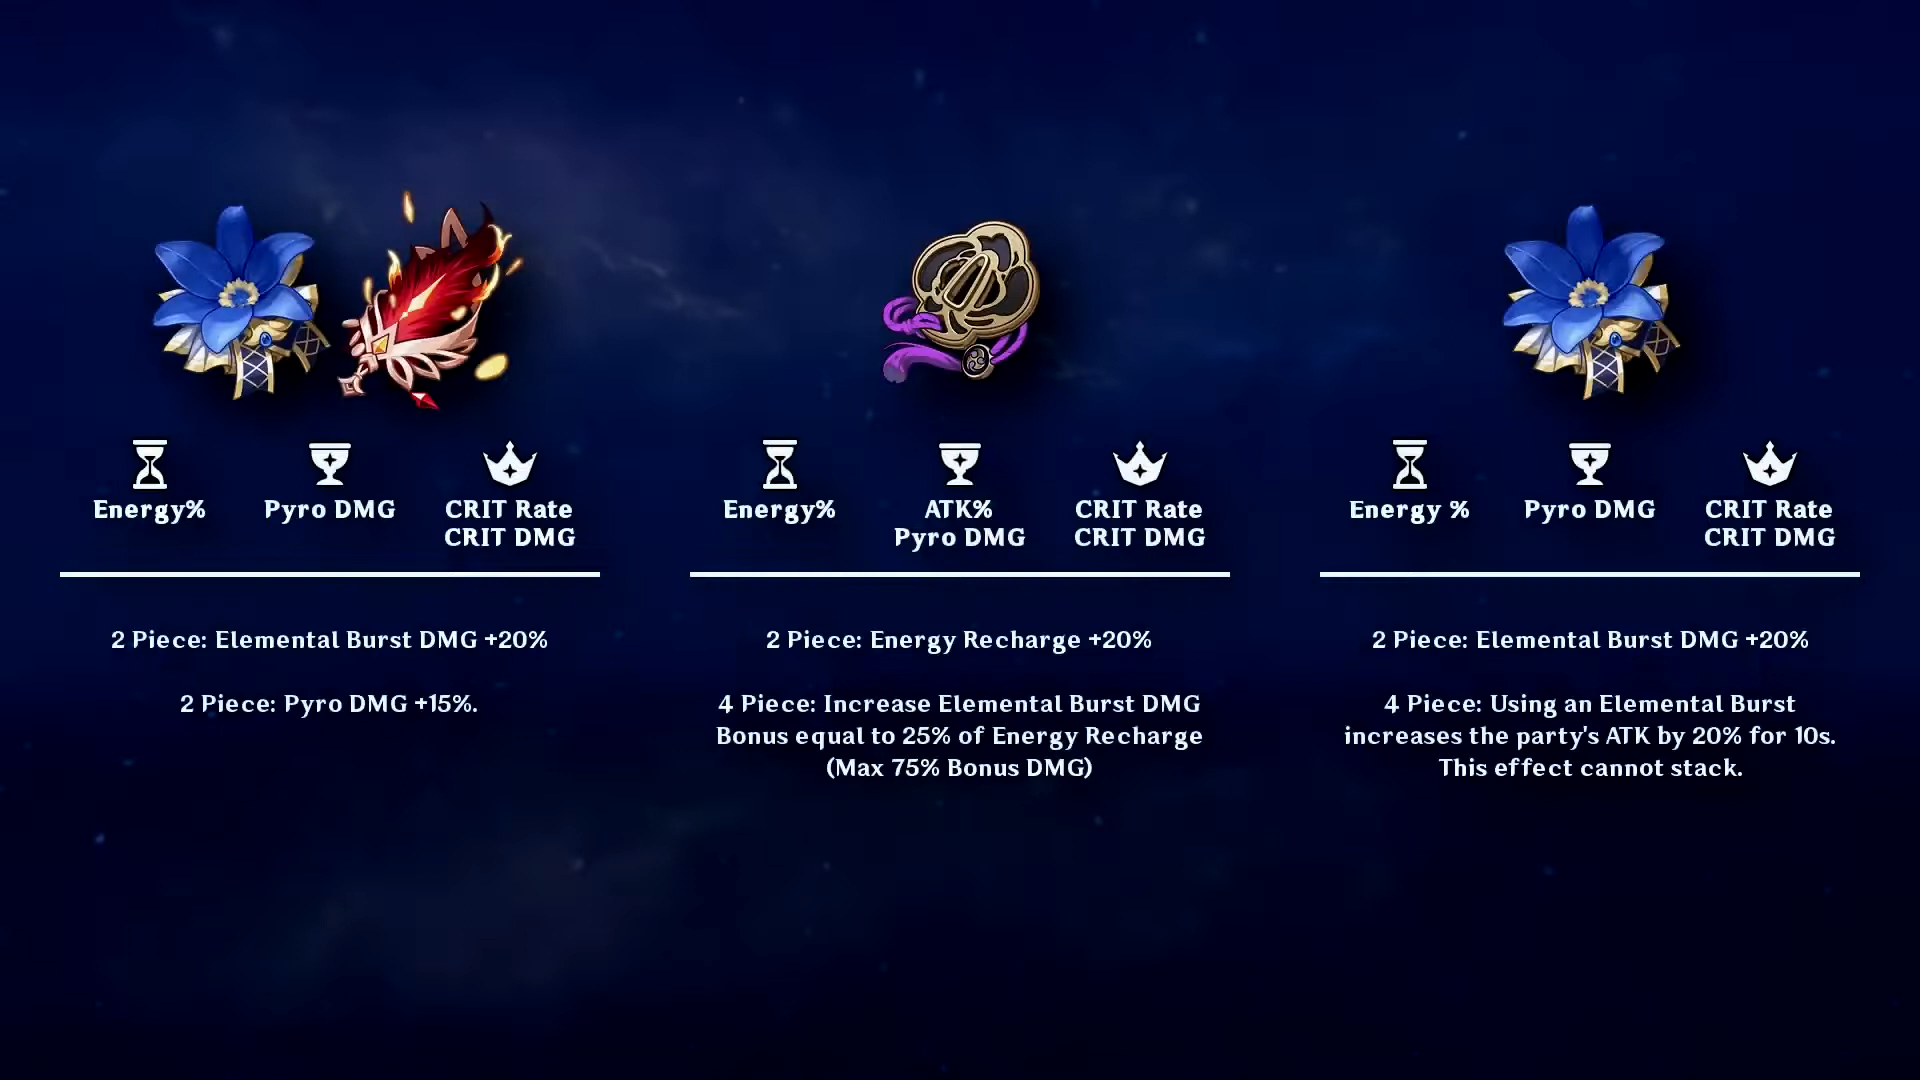 Energy%
Pyro DMG
CRIT Rate
CRIT DMG
2 Piece: Elemental Burst DMG +20%
2 Piece: Pyro DMG +15%.
Energy%
ATK%
Pyro DMG
CRIT Rate
CRIT DMG
2 Piece: Energy Recharge +20%
4 Piece: Increase Elemental Burst DMG
Bonus equal to 25% of Energy Recharge
(Max 75% Bonus DMG)
Energy %
Pyro DMG
CRIT Rate
CRIT DMG
2 Piece: Elemental Burst DMG +20%
4 Piece: Using an Elemental Burst
increases the party's ATK by 20% for 10s.
This effect cannot stack.